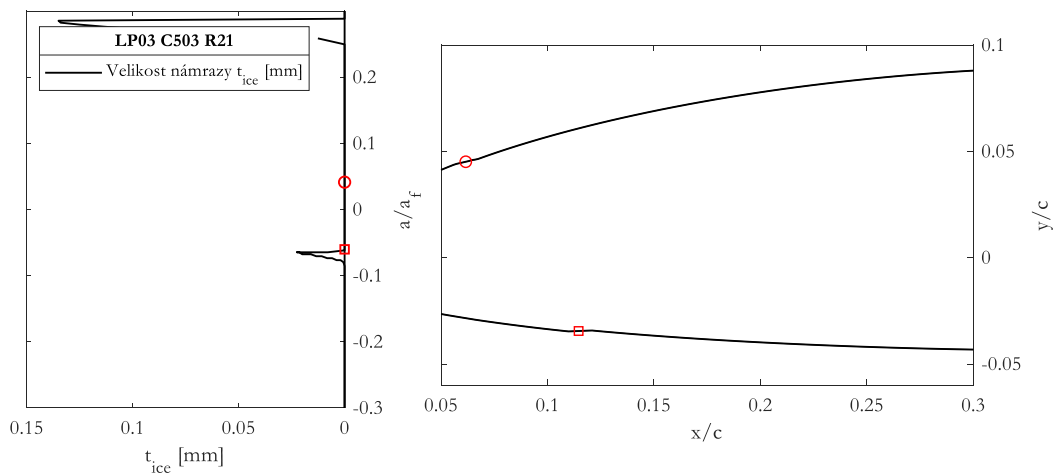 LP03 C503 R21
Velikost námrazy t_ice [mm]
0.2
0.1
0
-0.1
-0.2
-0.3
0.15 0.1 0.05 0
t_ice [mm]
a/a_f
0.1
0.05
0
-0.05
0.05 0.1 0.15 0.2 0.25 0.3
x/c
y/c